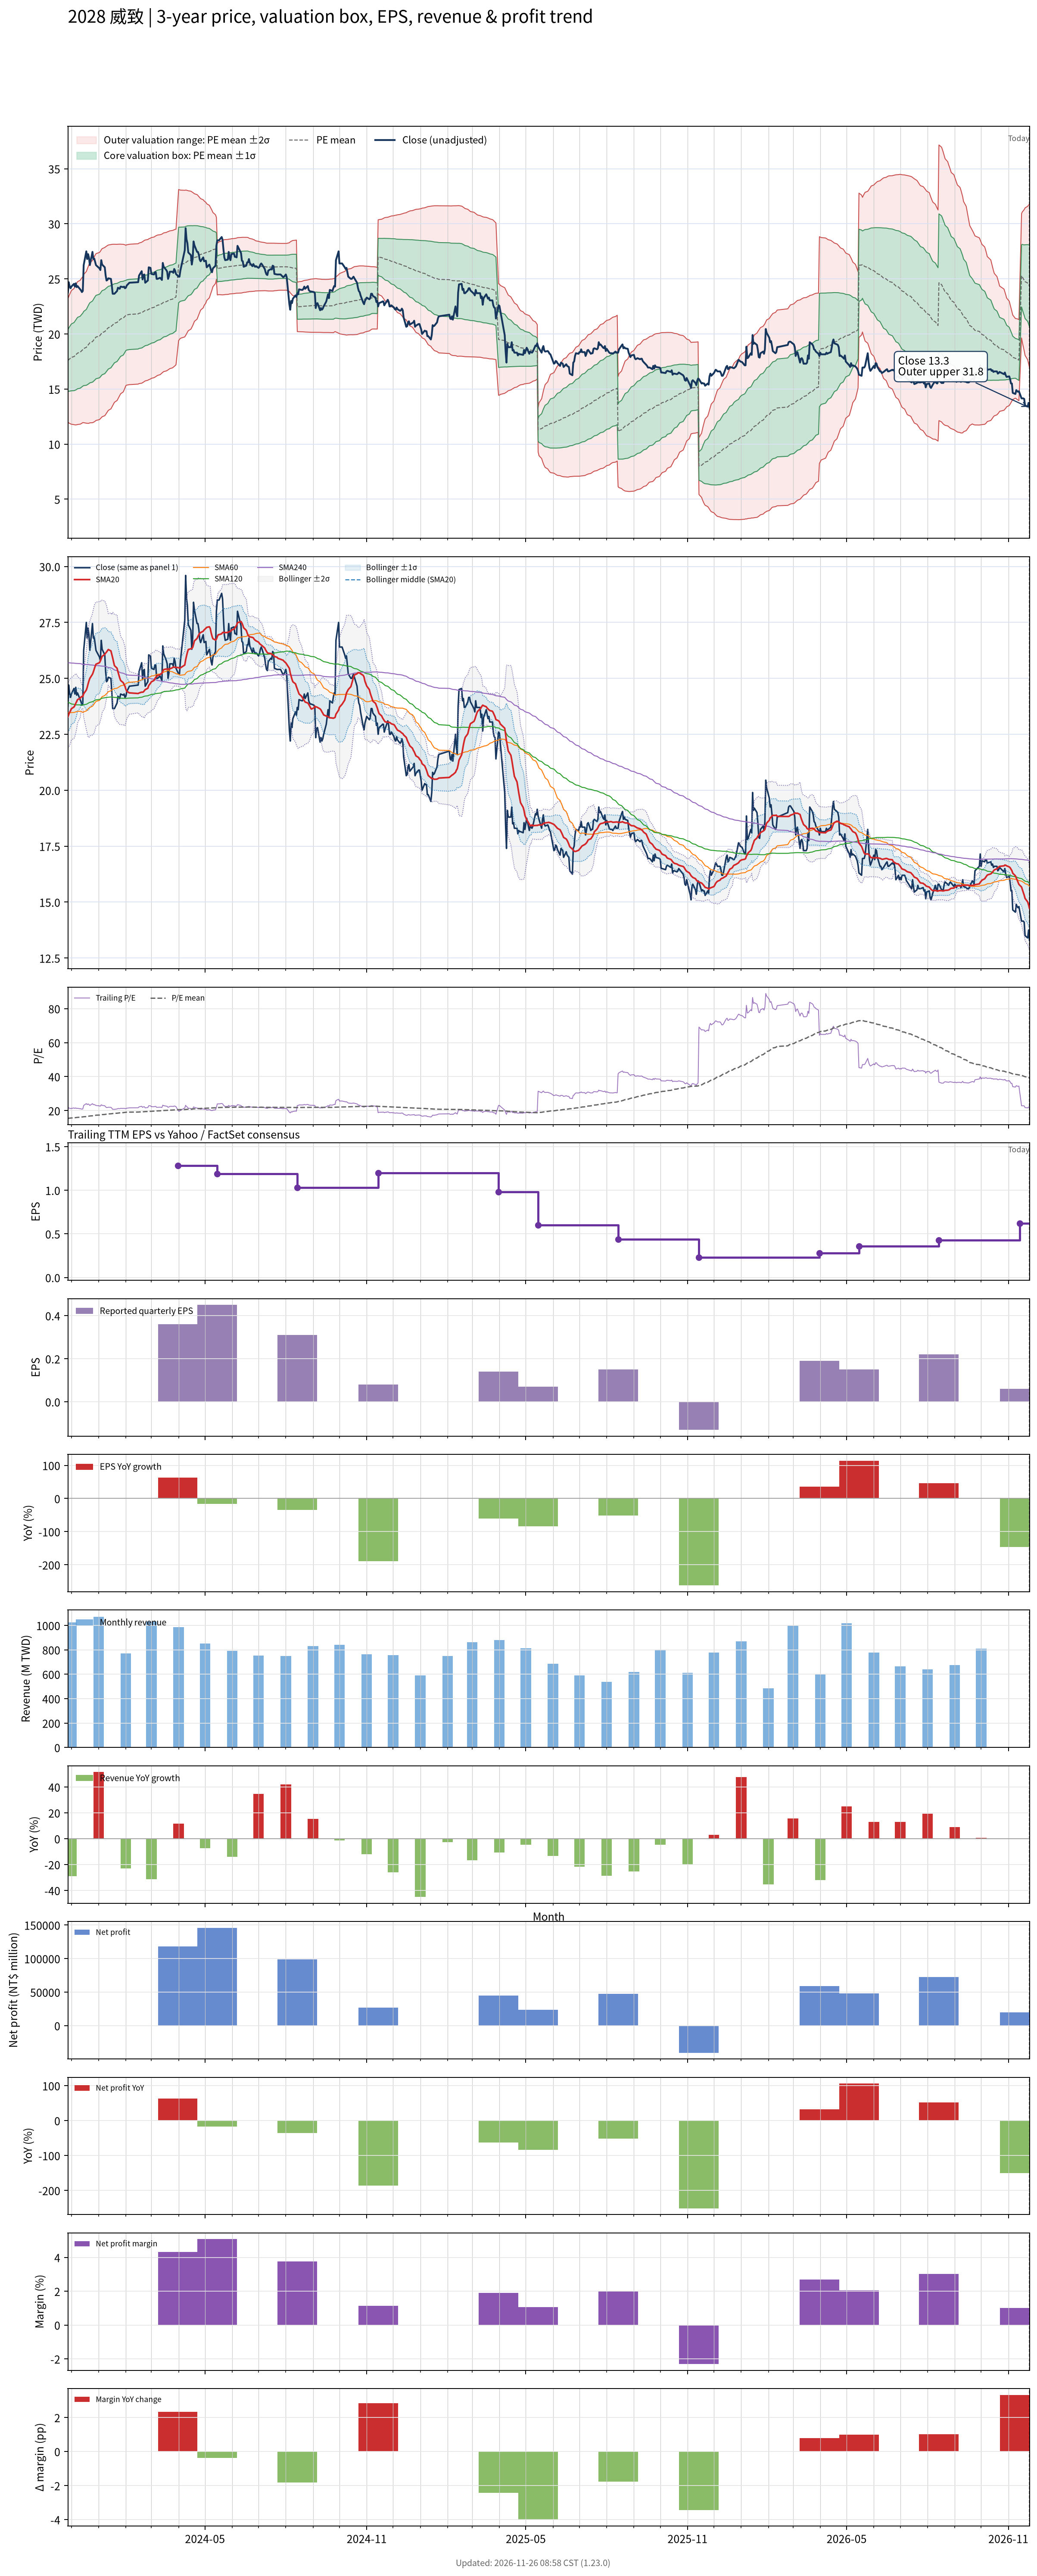 2028 威致 | 3-year price, valuation box, EPS, revenue & profit trend
Outer valuation range: PE mean ±2σ
Core valuation box: PE mean ±1σ
PE mean
Close (unadjusted)
Today
Price (TWD)
35
30
25
20
15
10
5
Close 13.3
Outer upper 31.8
Close (same as panel 1)
SMA20
SMA60
SMA120
SMA240
Bollinger ±2σ
Bollinger ±1σ
Bollinger middle (SMA20)
Price
30.0
27.5
25.0
22.5
20.0
17.5
15.0
12.5
Trailing P/E
P/E mean
P/E
80
60
40
20
Trailing TTM EPS vs Yahoo / FactSet consensus
Today
EPS
1.5
1.0
0.5
0.0
Reported quarterly EPS
EPS
0.4
0.2
0.0
EPS YoY growth
YoY (%)
100
0
-100
-200
Monthly revenue
Revenue (M TWD)
1000
800
600
400
200
0
Revenue YoY growth
YoY (%)
40
20
0
-20
-40
Month
Net profit
Net profit (NT$ million)
150000
100000
50000
0
Net profit YoY
YoY (%)
100
0
-100
-200
Net profit margin
Margin (%)
4
2
0
-2
Margin YoY change
Δ margin (pp)
2
0
-2
-4
2024-05
2024-11
2025-05
2025-11
2026-05
2026-11
Updated: 2026-11-26 08:58 CST (1.23.0)